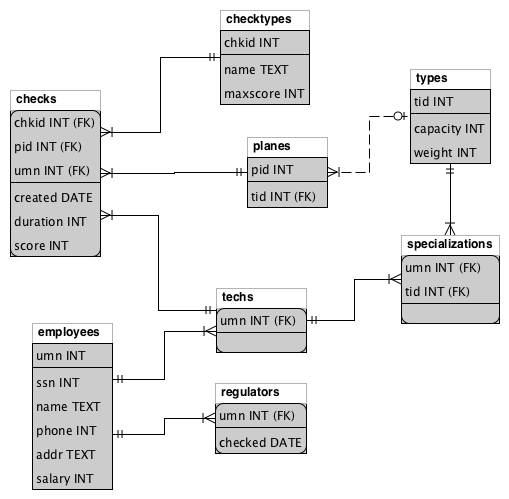 checktypes
chkid INT
name TEXT
maxscore INT
checks
chkid INT (FK)
pid INT (FK)
umn INT (FK)
created DATE
duration INT
score INT
types
tid INT
capacity INT
weight INT
planes
pid INT
tid INT (FK)
specializations
umn INT (FK)
tid INT (FK)
techs
umn INT (FK)
employees
umn INT
ssn INT
name TEXT
phone INT
addr TEXT
salary INT
regulators
umn INT (FK)
checked DATE